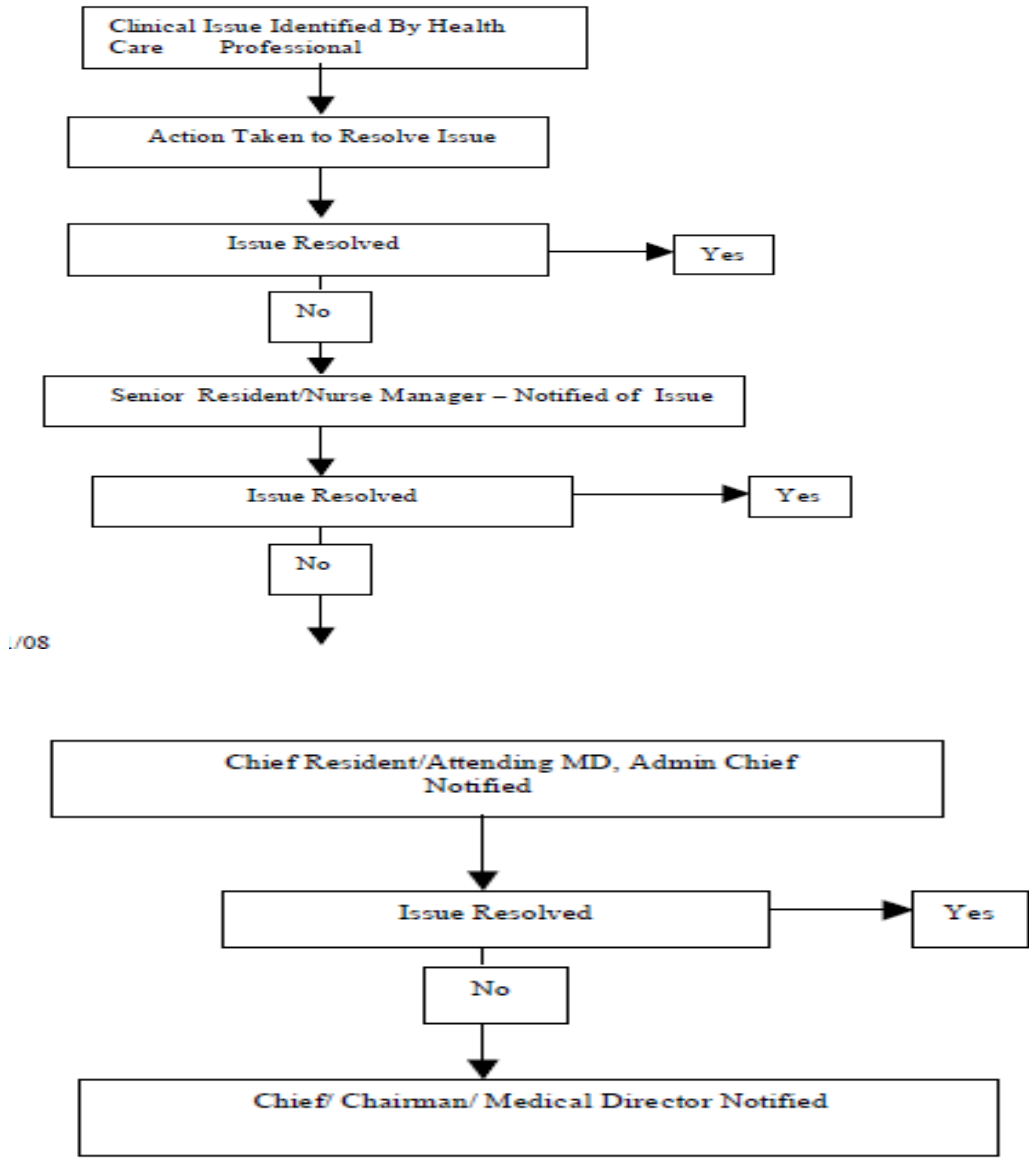 Clinical Issue Identified By Health
Care Professional
Action Taken to Resolve Issue
Issue Resolved
Yes
No
Senior Resident/Nurse Manager – Notified of Issue
Issue Resolved
Yes
No
/08
Chief Resident/Attending MD, Admin Chief
Notified
Issue Resolved
Yes
No
Chief/ Chairman/ Medical Director Notified